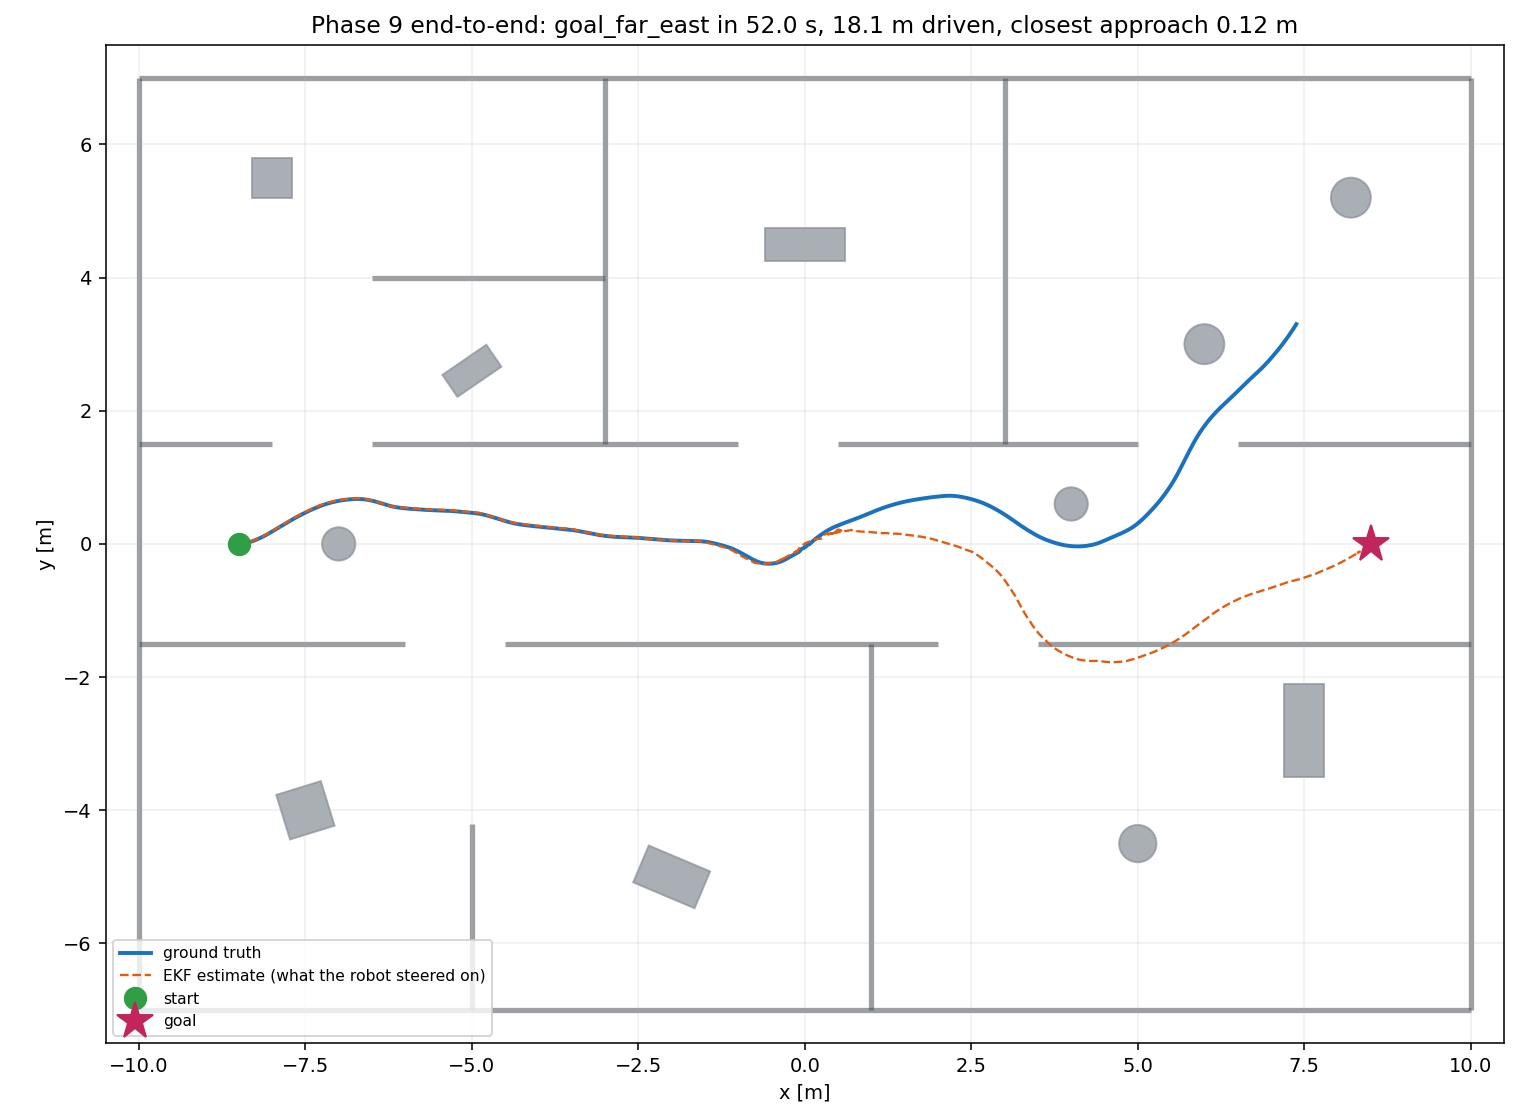 Phase 9 end-to-end: goal_far_east in 52.0 s, 18.1 m driven, closest approach 0.12 m
y [m]
6
4
2
0
−2
−4
−6
ground truth
EKF estimate (what the robot steered on)
start
goal
−10.0 −7.5 −5.0 −2.5 0.0 2.5 5.0 7.5 10.0
x [m]